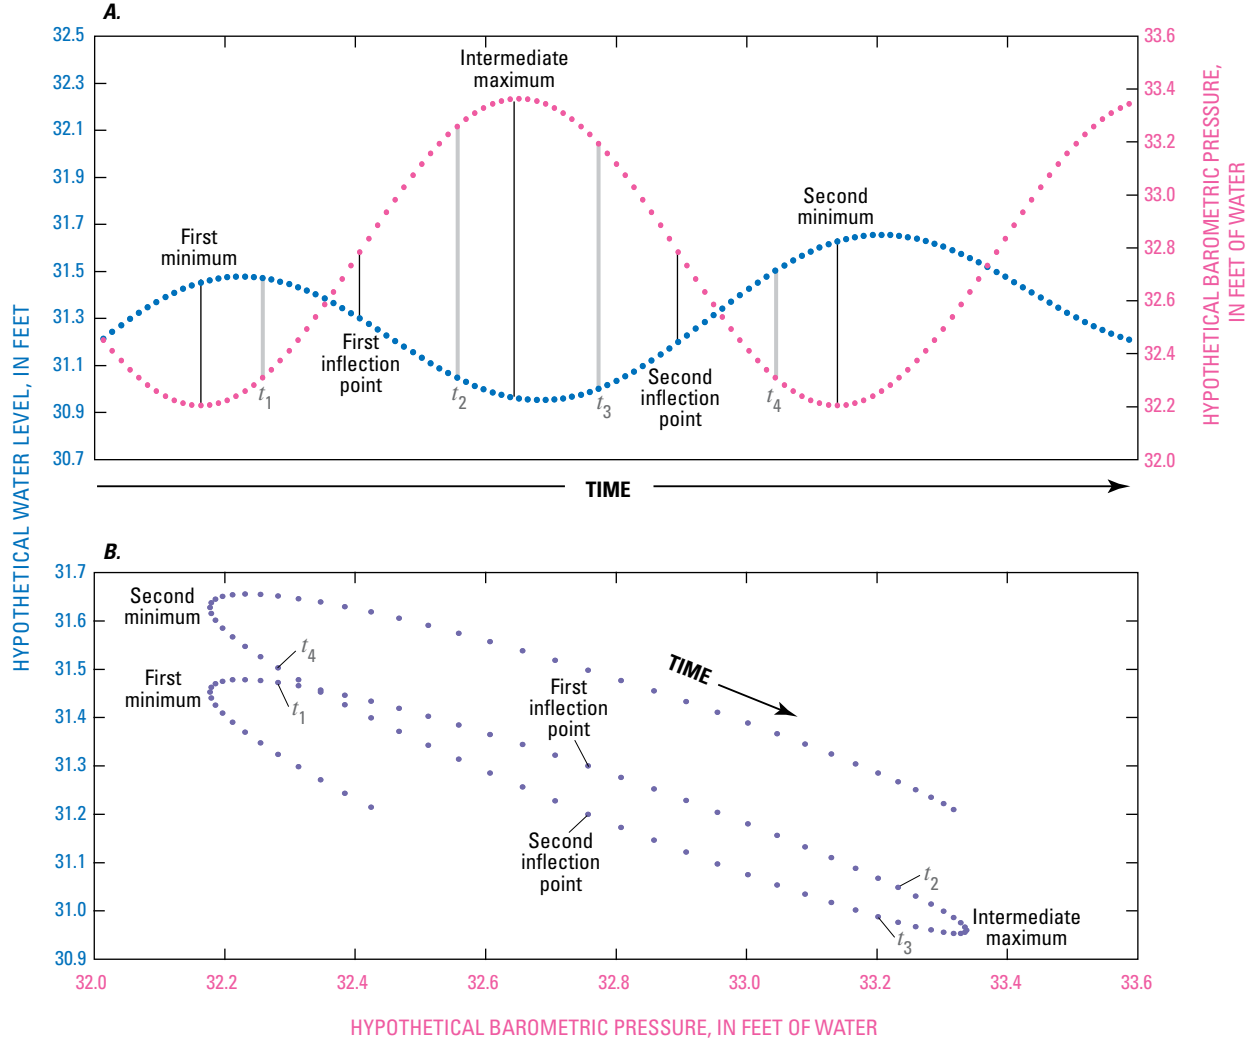 A.
32.5
32.3
32.1
31.9
31.7
31.5
31.3
31.1
30.9
30.7
33.6
33.4
33.2
33.0
32.8
32.6
32.4
32.2
32.0
HYPOTHETICAL WATER LEVEL, IN FEET
HYPOTHETICAL BAROMETRIC PRESSURE,
IN FEET OF WATER
First
minimum
t1
First
inflection
point
Intermediate
maximum
t2
t3
Second
inflection
point
t4
Second
minimum
TIME
B.
31.7
31.6
31.5
31.4
31.3
31.2
31.1
31.0
30.9
Second
minimum
t4
First
minimum
t1
First
inflection
point
TIME
Second
inflection
point
t2
t3
Intermediate
maximum
32.0
32.2
32.4
32.6
32.8
33.0
33.2
33.4
33.6
HYPOTHETICAL BAROMETRIC PRESSURE, IN FEET OF WATER